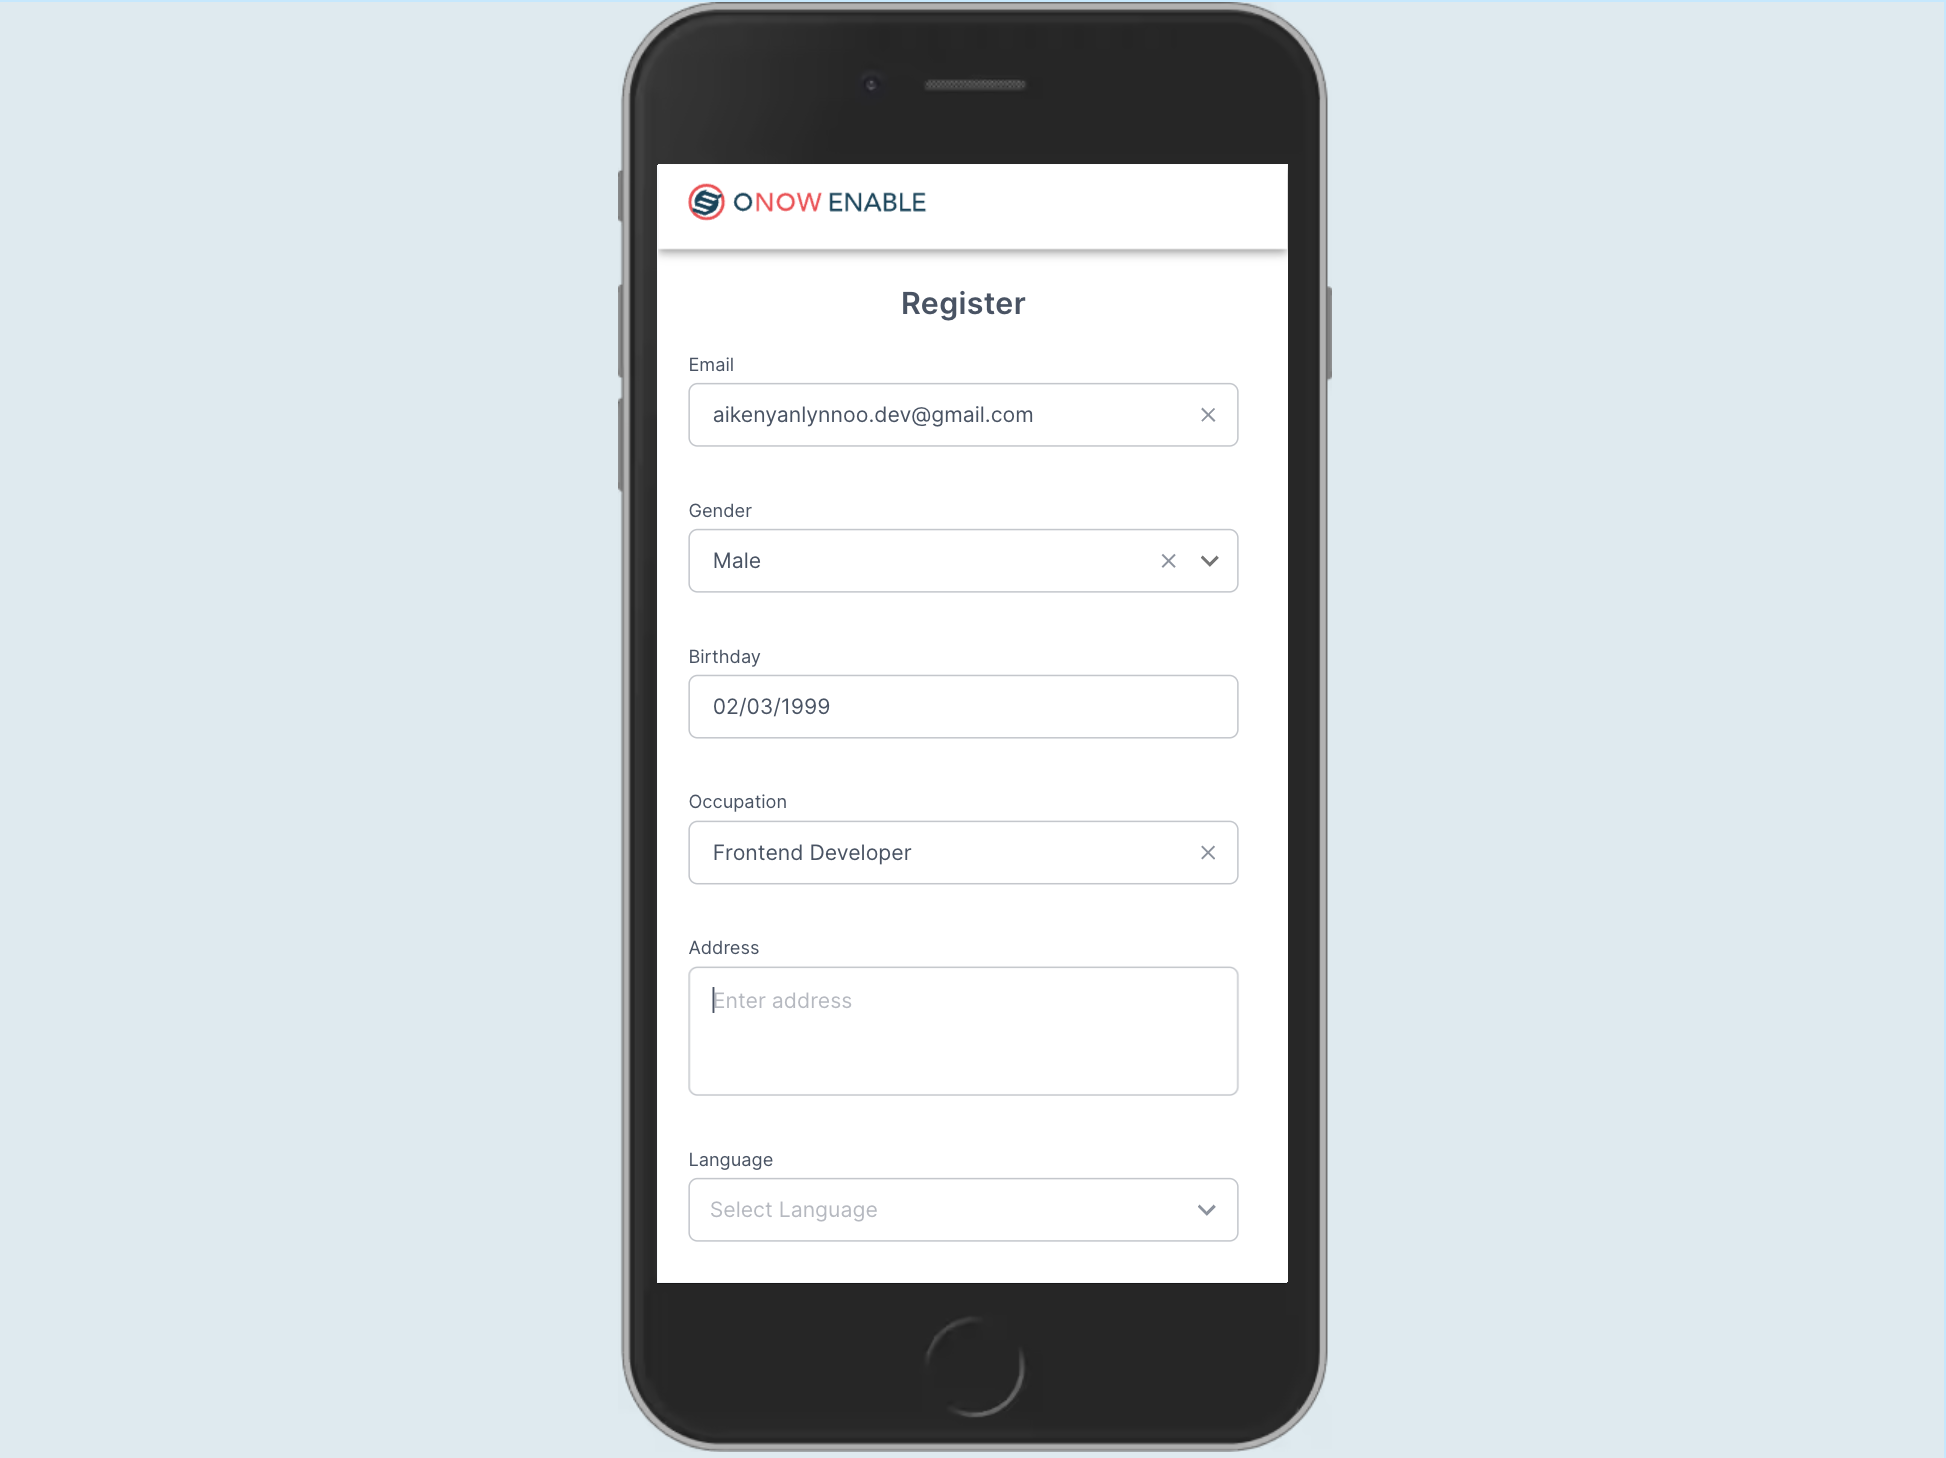 ONOW ENABLE
Register
Email
aikenyanlynnoo.dev@gmail.com
Gender
Male
Birthday
02/03/1999
Occupation
Frontend Developer
Address
Enter address
Language
Select Language